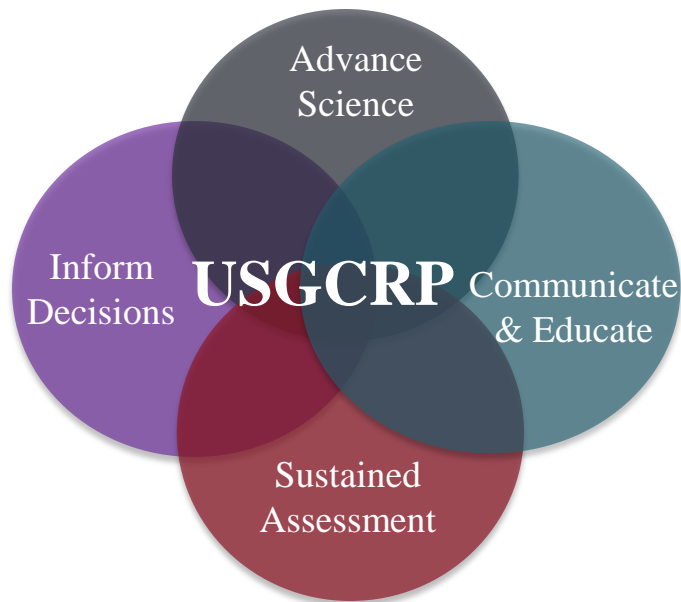 Advance
Science
Inform
Decisions
USGCRP
Communicate
& Educate
Sustained
Assessment